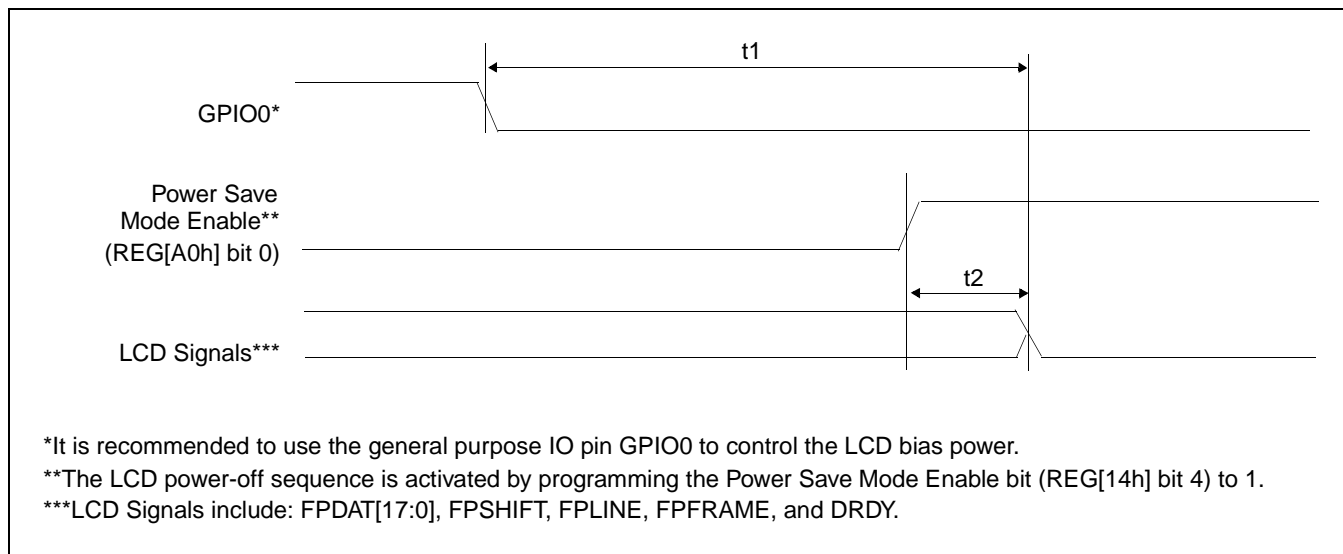 t1
GPIO0*
Power Save
Mode Enable**
(REG[A0h] bit 0)
t2
LCD Signals***
*It is recommended to use the general purpose IO pin GPIO0 to control the LCD bias power.
**The LCD power-off sequence is activated by programming the Power Save Mode Enable bit (REG[14h] bit 4) to 1.
***LCD Signals include: FPDAT[17:0], FPSHIFT, FPLINE, FPFRAME, and DRDY.